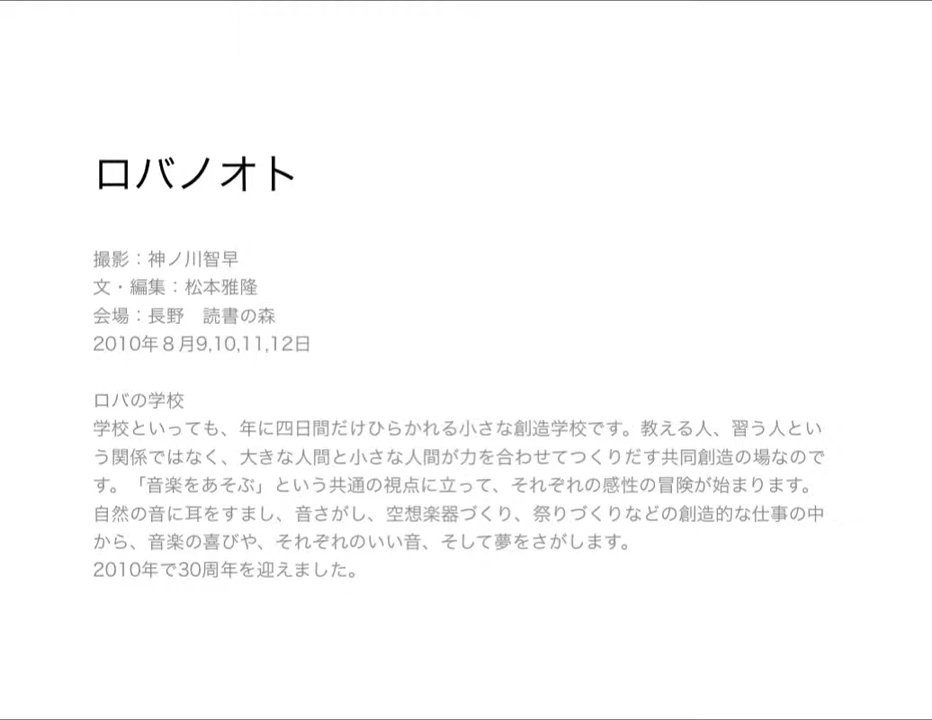 ロバノオト
撮影：神ノ川智早
文・編集：松本雅隆
会場：長野　読書の森
2010年８月9,10,11,12日
ロバの学校
学校といっても、年に四日間だけひらかれる小さな創造学校です。教える人、習う人とい
う関係ではなく、大きな人間と小さな人間が力を合わせてつくりだす共同創造の場なので
す。「音楽をあそぶ」という共通の視点に立って、それぞれの感性の冒険が始まります。
自然の音に耳をすまし、音さがし、空想楽器づくり、祭りづくりなどの創造的な仕事の中
から、音楽の喜びや、それぞれのいい音、そして夢をさがします。
2010年で30周年を迎えました。